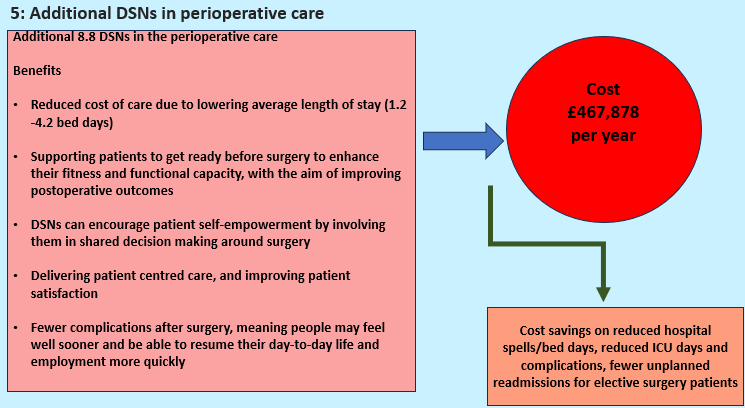 5: Additional DSNs in perioperative care
Additional 8.8 DSNs in the perioperative care
Benefits
• Reduced cost of care due to lowering average length of stay (1.2
-4.2 bed days)
• Supporting patients to get ready before surgery to enhance
their fitness and functional capacity, with the aim of improving
postoperative outcomes
• DSNs can encourage patient self-empowerment by involving
them in shared decision making around surgery
• Delivering patient centred care, and improving patient
satisfaction
• Fewer complications after surgery, meaning people may feel
well sooner and be able to resume their day-to-day life and
employment more quickly
Cost
£467,878
per year
Cost savings on reduced hospital
spells/bed days, reduced ICU days and
complications, fewer unplanned
readmissions for elective surgery patients